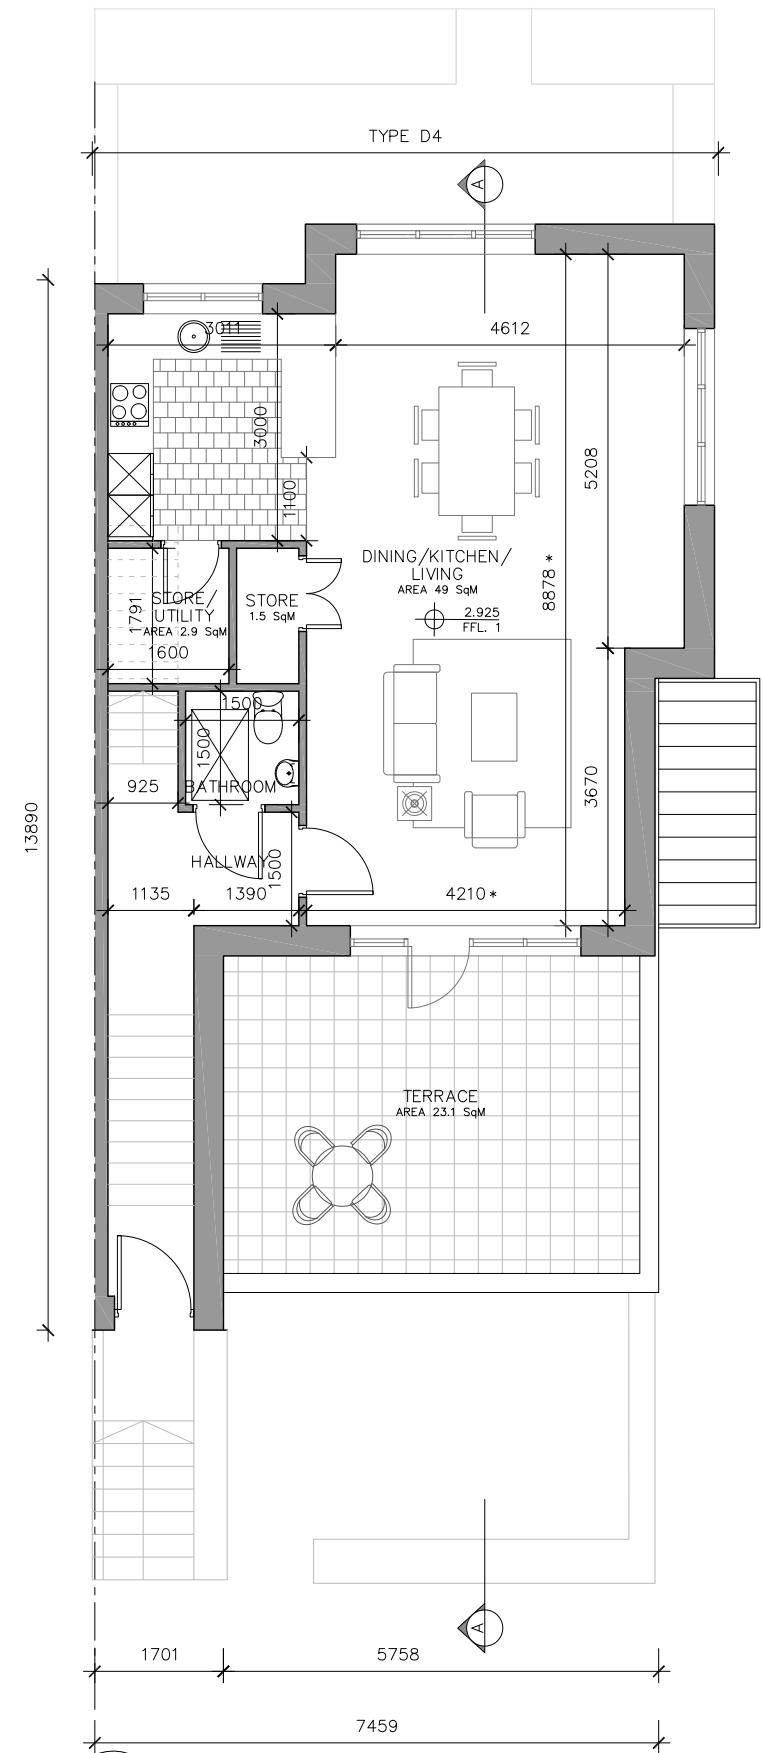 TYPE D4
A
3011
4612
3000
1100
5208
8878*
DINING/KITCHEN/
LIVING
AREA 49 SqM
2.925
FFL. 1
STORE/
UTILITY
AREA 2.9 SqM
1791
1600
STORE
1.5 SqM
1500
1500
BATHROOM
925
3670
13890
HALLWAY
1500
1135
1390
4210*
TERRACE
AREA 23.1 SqM
A
1701
5758
7459